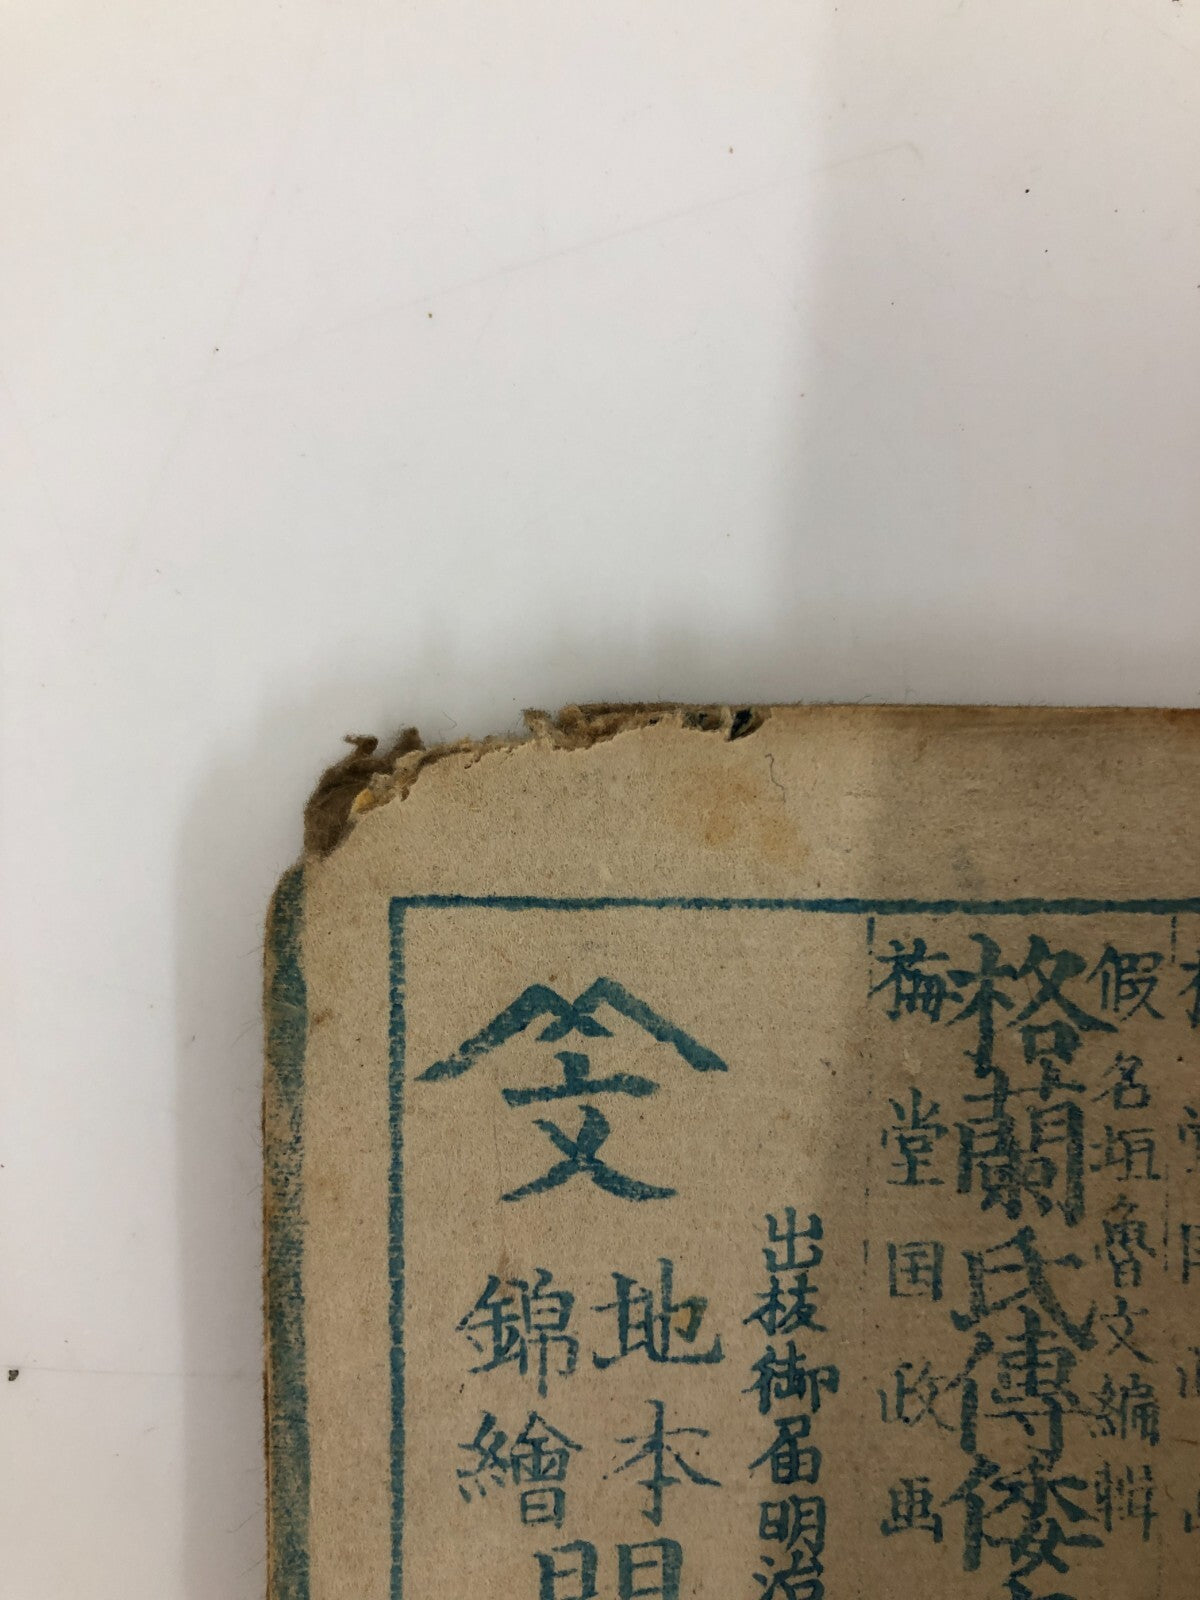 假名垣魯文編輯
格蘭氏傳倭
梅堂国政画
出板御届明治
文
地本
錦繪